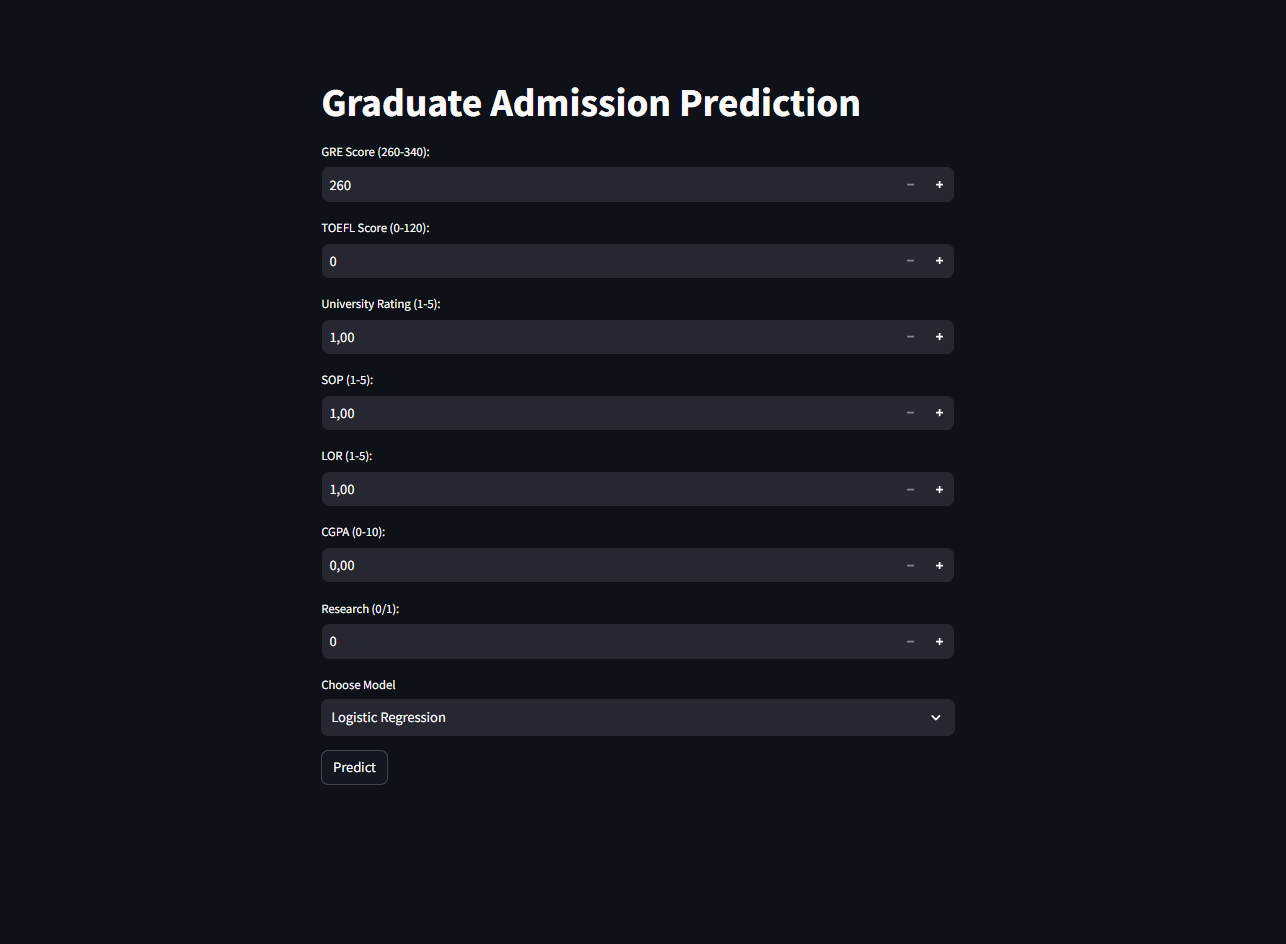 Graduate Admission Prediction
GRE Score (260-340):
260
TOEFL Score (0-120):
0
University Rating (1-5):
1,00
SOP (1-5):
1,00
LOR (1-5):
1,00
CGPA (0-10):
0,00
Research (0/1):
0
Choose Model
Logistic Regression
Predict